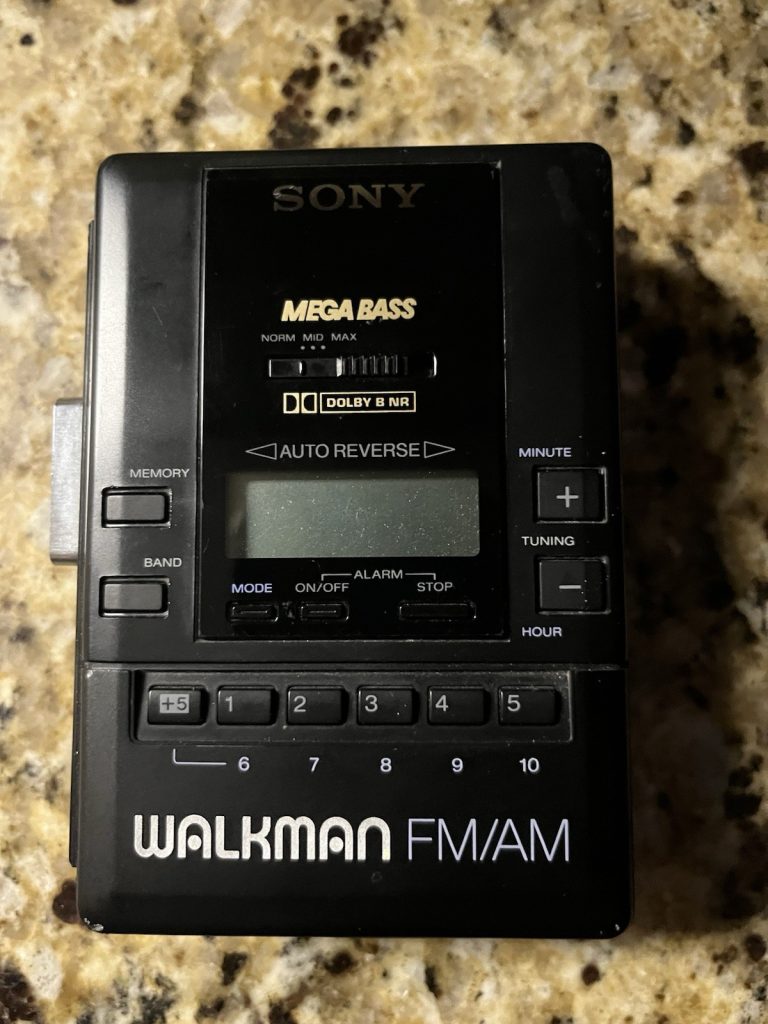 SONY
MEGA BASS
NORM MID MAX
DOLBY B NR
AUTO REVERSE
MEMORY
MINUTE
+
TUNING
BAND
ALARM
MODE ON/OFF STOP
−
HOUR
+5 1 2 3 4 5
6 7 8 9 10
WALKMAN FM/AM